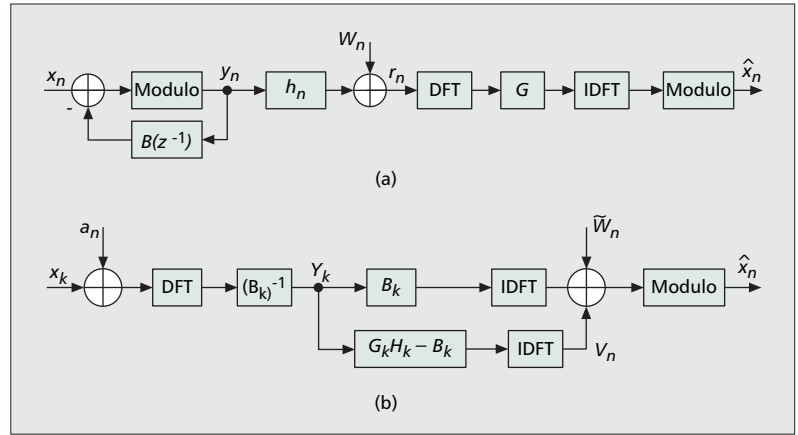 W_n
x_n Modulo y_n h_n r_n DFT G IDFT Modulo x̂_n
-
B(z⁻¹)
(a)
a_n W̃_n
x_k DFT (B_k)⁻¹ Y_k B_k IDFT Modulo x̂_n
G_kH_k – B_k IDFT V_n
(b)